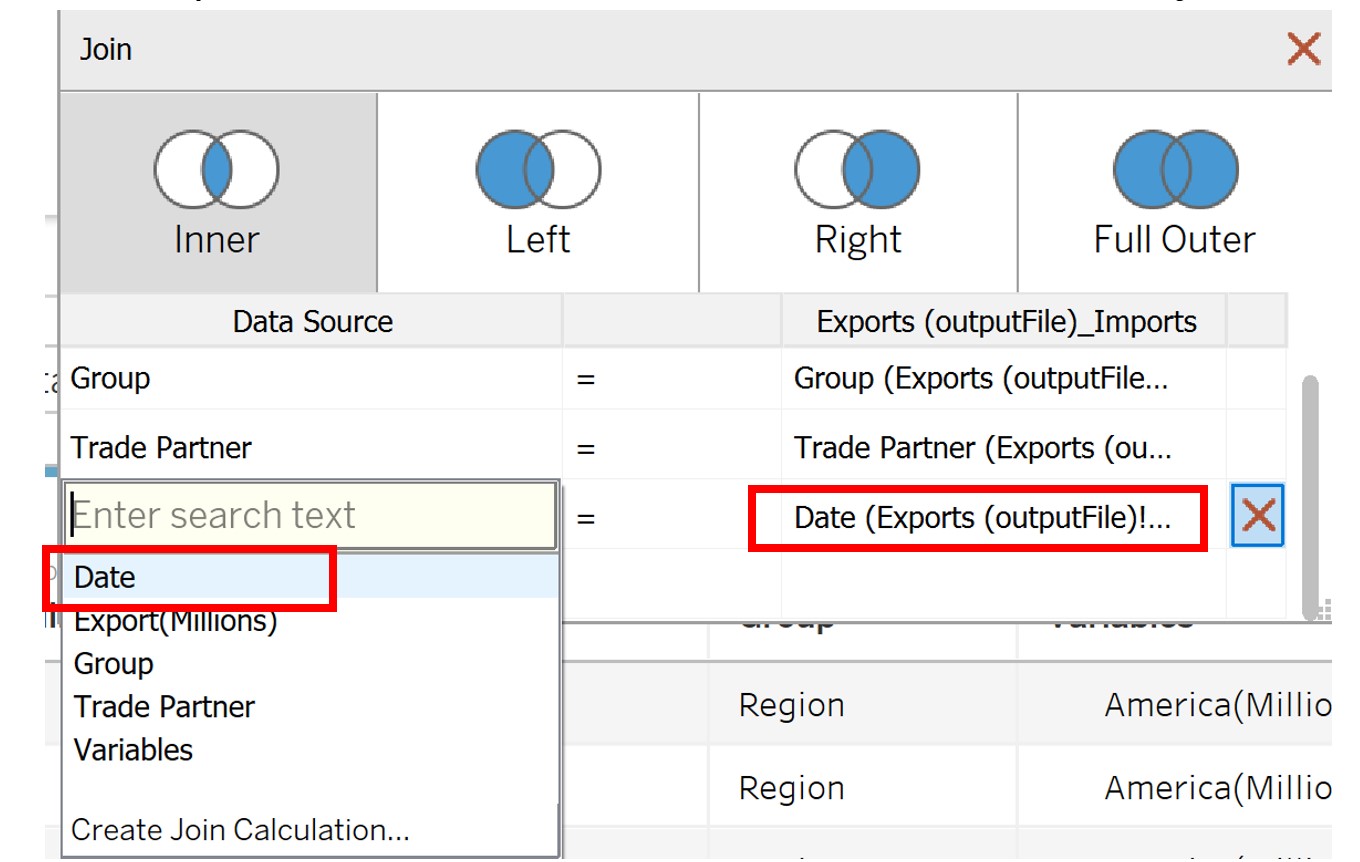 Join
Inner Left Right Full Outer
Data Source Exports (outputFile)_Imports
Group = Group (Exports (outputFile...
Trade Partner = Trade Partner (Exports (ou...
Enter search text = Date (Exports (outputFile)!...
Date
Export(Millions)
Group Variables
Group
Trade Partner
Region America(Millio
Variables
Region America(Millio
Create Join Calculation...